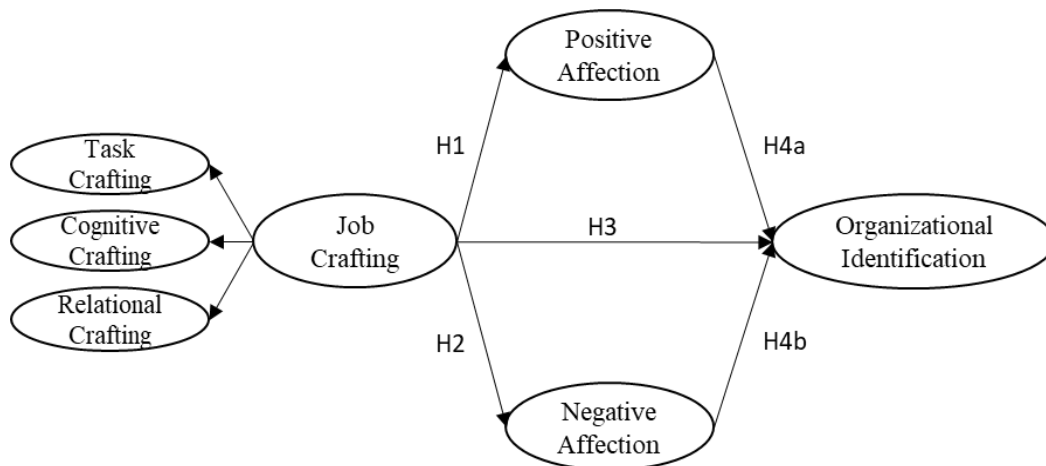 Positive
Affection
H1
H4a
Task
Crafting
Cognitive
Crafting
Relational
Crafting
Job
Crafting
H3
Organizational
Identification
H2
H4b
Negative
Affection